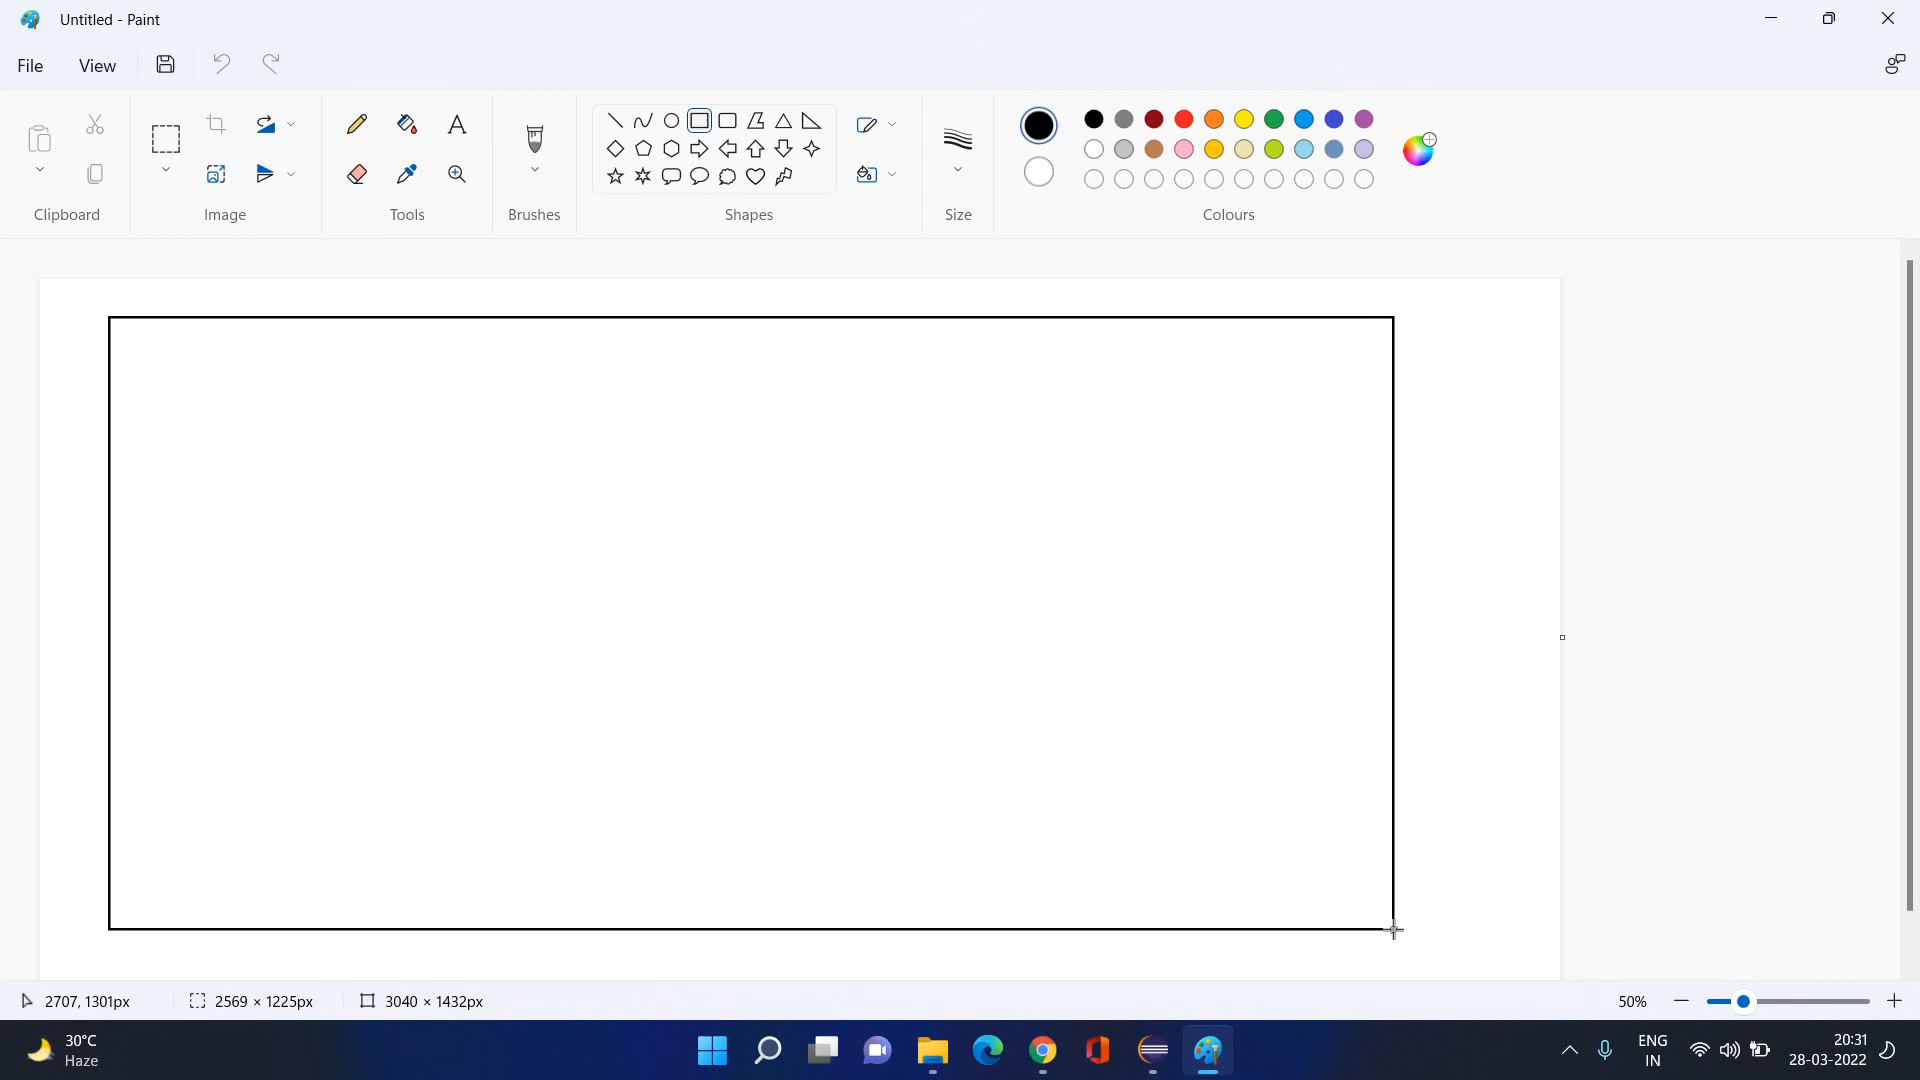 Untitled - Paint
File View
Clipboard Image Tools Brushes Shapes Size Colours
2707, 1301px 2569 × 1225px 3040 × 1432px 50%
30°C
Haze
ENG
IN
20:31
28-03-2022